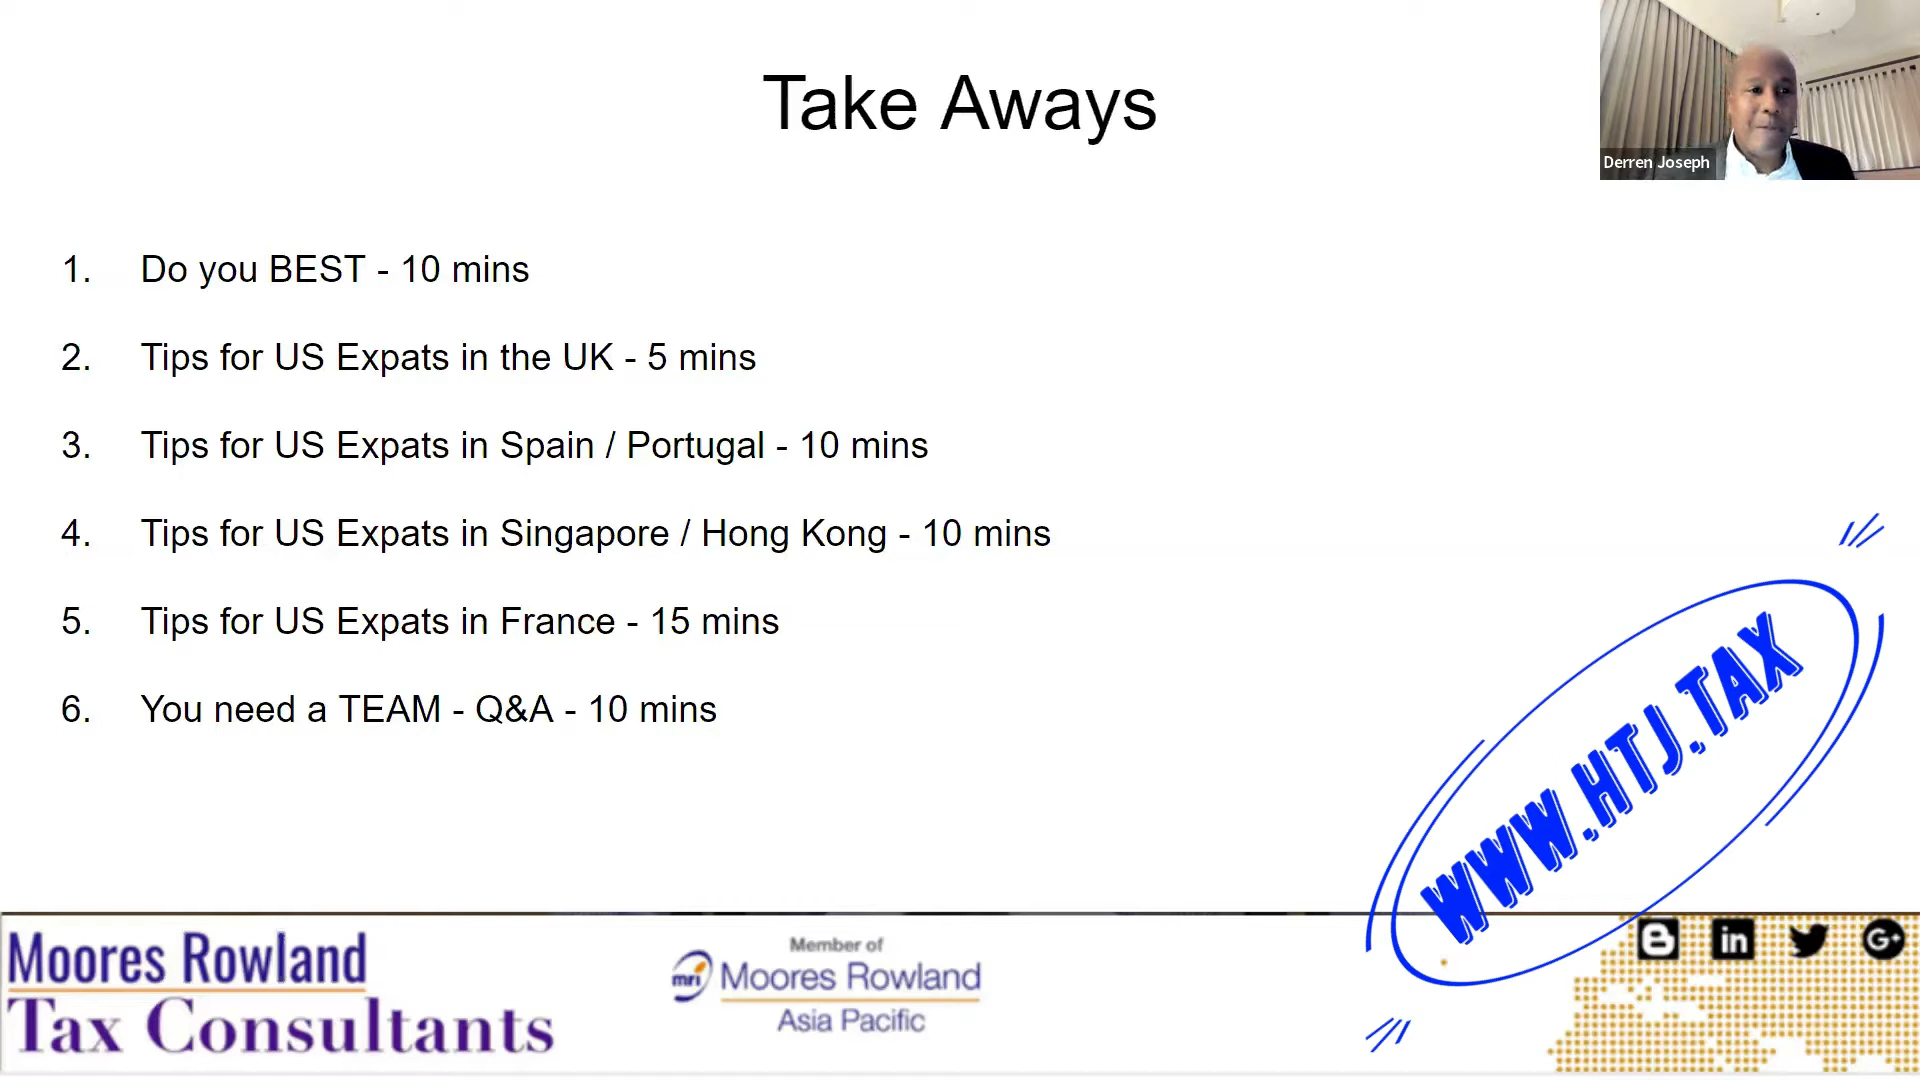 Take Aways
Derren Joseph
1. Do you BEST - 10 mins
2. Tips for US Expats in the UK - 5 mins
3. Tips for US Expats in Spain / Portugal - 10 mins
4. Tips for US Expats in Singapore / Hong Kong - 10 mins
5. Tips for US Expats in France - 15 mins
6. You need a TEAM - Q&A - 10 mins
WWW.HTJ.TAX
Moores Rowland
Tax Consultants
Member of
mri Moores Rowland
Asia Pacific
in
G+